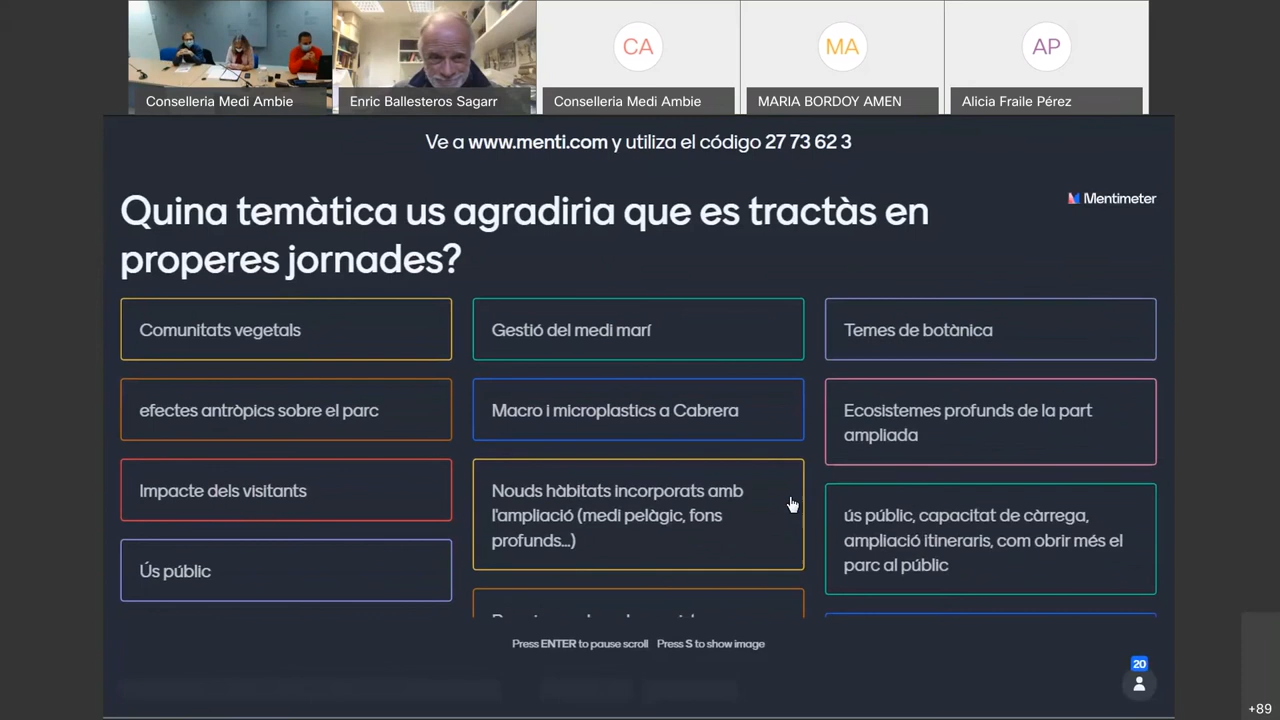 CA
MA
AP
Conselleria Medi Ambie
Enric Ballesteros Sagarr
Conselleria Medi Ambie
MARIA BORDOY AMEN
Alicia Fraile Pérez
Ve a www.menti.com y utiliza el código 27 73 62 3
Quina temàtica us agradiria que es tractàs en
properes jornades?
Mentimeter
Comunitats vegetals
efectes antròpics sobre el parc
Impacte dels visitants
Ús públic
Gestió del medi marí
Macro i microplastics a Cabrera
Nouds hàbitats incorporats amb
l'ampliació (medi pelàgic, fons
profunds...)
Temes de botànica
Ecosistemes profunds de la part
ampliada
ús públic, capacitat de càrrega,
ampliació itineraris, com obrir més el
parc al públic
Press ENTER to pause scroll Press S to show image
20
+89